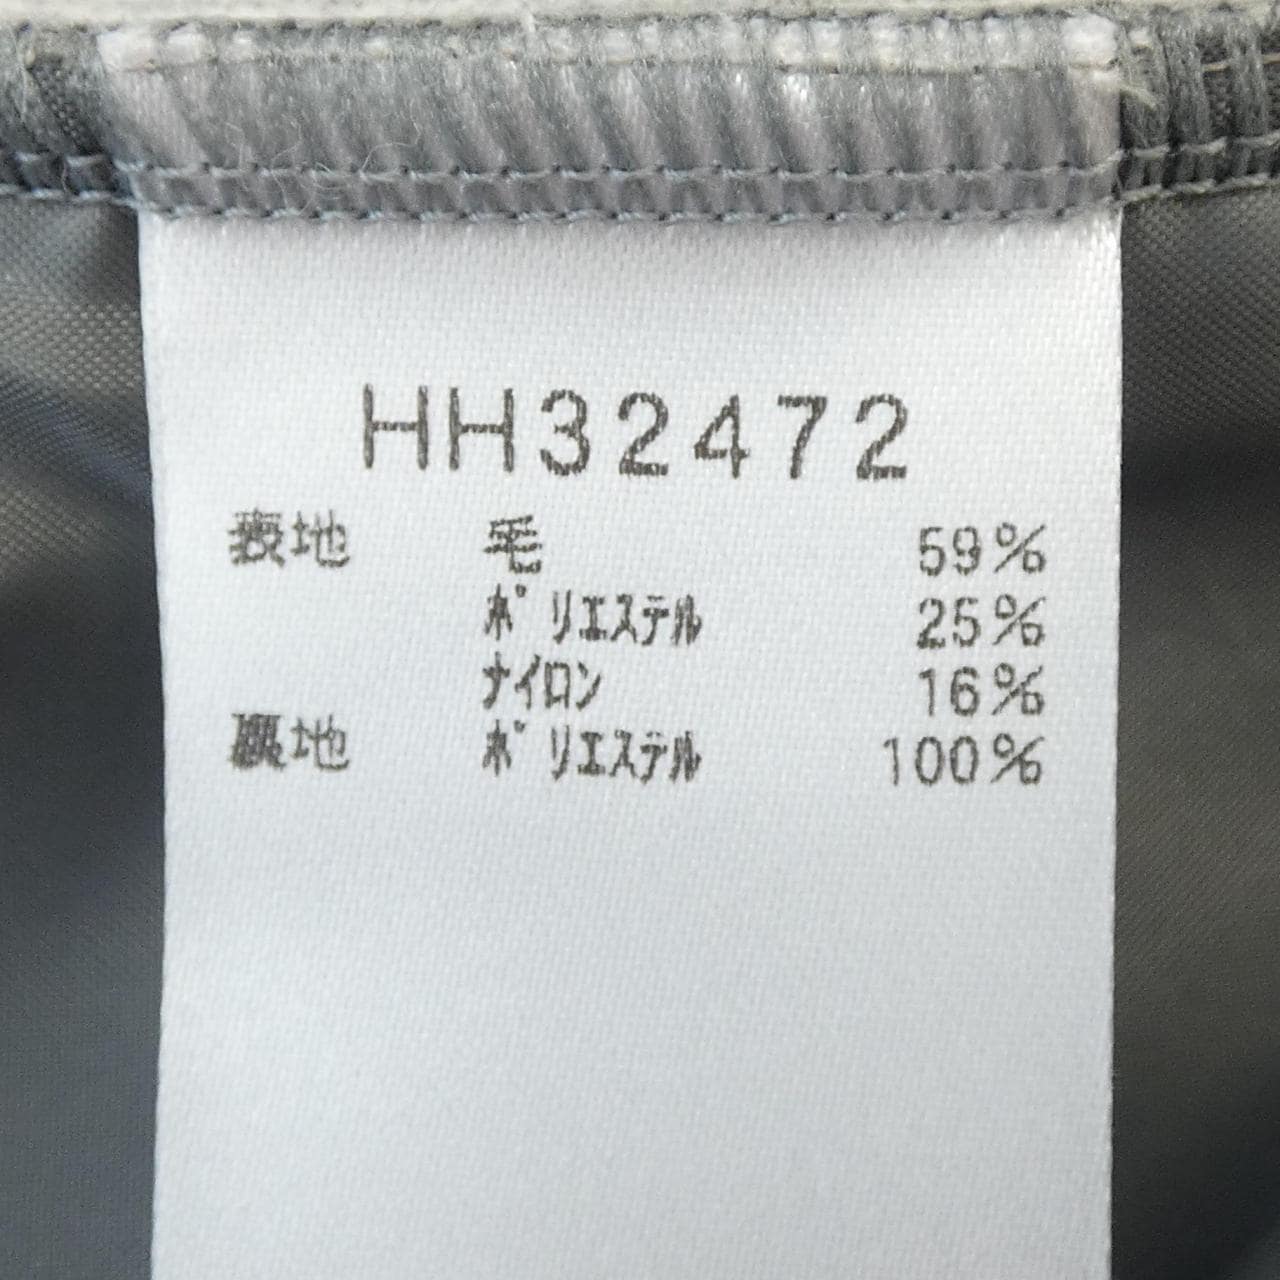 HH32472
表地 毛 59%
ポリエステル 25%
ナイロン 16%
裏地 ポリエステル 100%